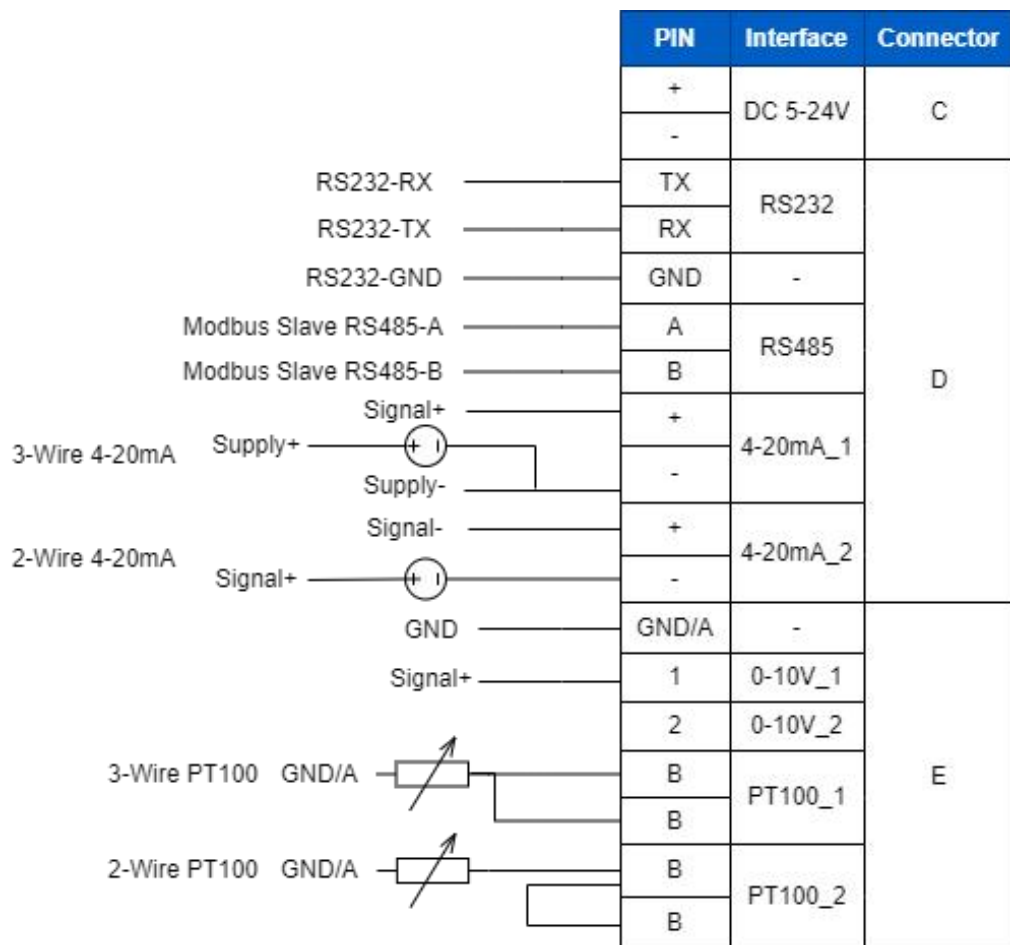 PIN Interface Connector
+
DC 5-24V C
-
RS232-RX TX
RS232
RS232-TX RX
RS232-GND GND -
Modbus Slave RS485-A A
RS485
Modbus Slave RS485-B B
D
Signal+ +
3-Wire 4-20mA Supply+ + - 4-20mA_1
Supply- -
Signal- +
2-Wire 4-20mA 4-20mA_2
Signal+ + - -
GND GND/A -
Signal+ 1 0-10V_1
2 0-10V_2
3-Wire PT100 GND/A B
PT100_1 E
B
2-Wire PT100 GND/A B
PT100_2
B